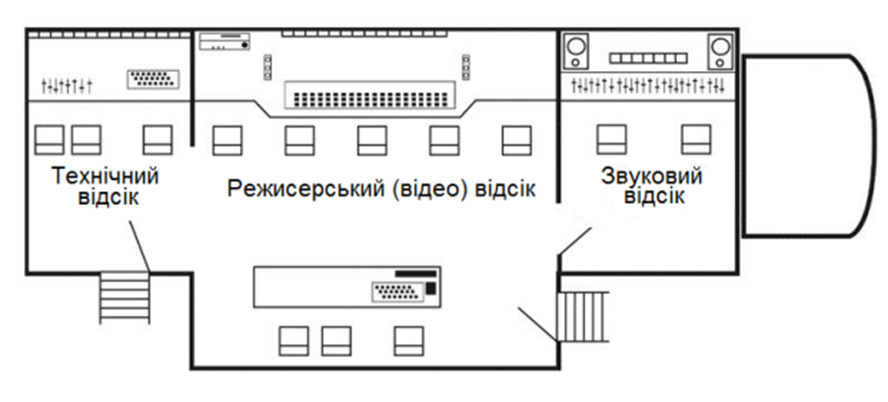 Технічний
відсік
Режисерський (відео) відсік
Звуковий
відсік